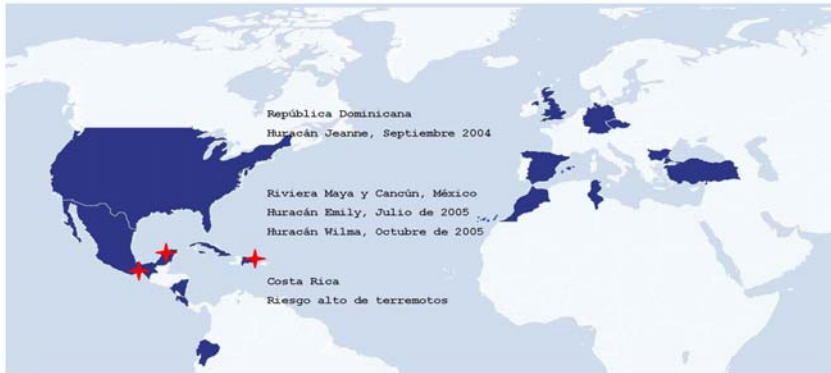 República Dominicana
Huracán Jeanne, Septiembre 2004
Riviera Maya y Cancún, México
Huracán Emily, Julio de 2005
Huracán Wilma, Octubre de 2005
Costa Rica
Riesgo alto de terremotos